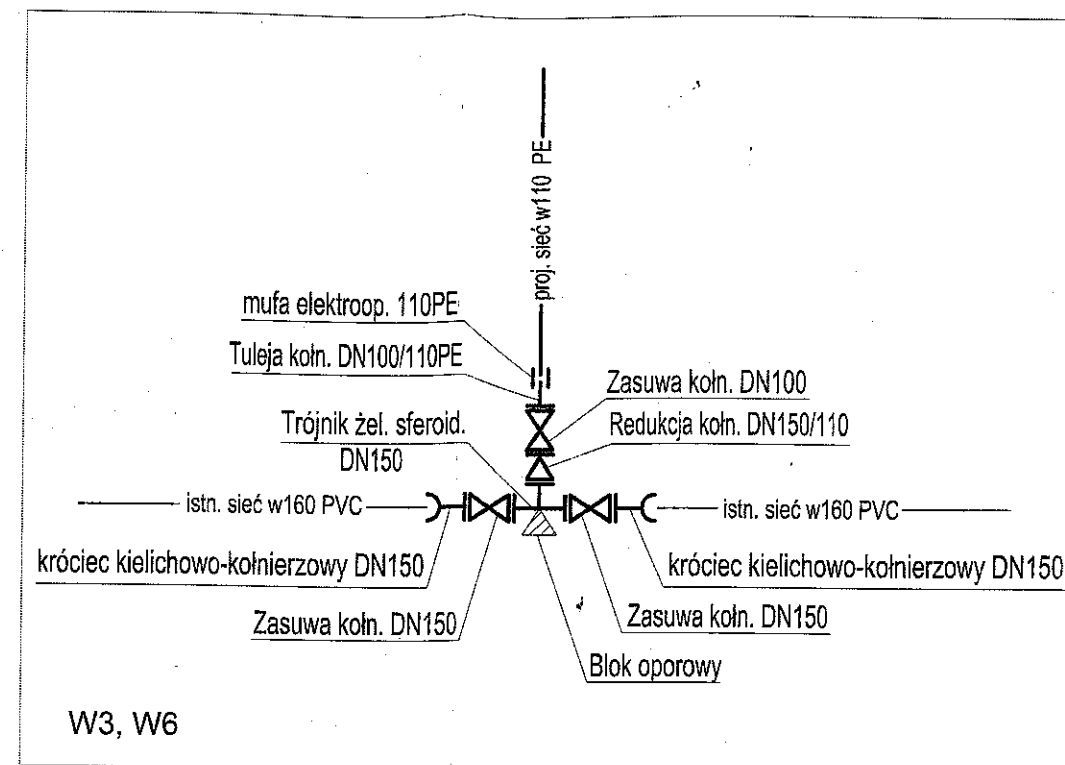 proj. sieć w110 PE
mufa elektroop. 110PE
Tuleja kołn. DN100/110PE
Zasuwa kołn. DN100
Trójnik żel. sferoid.
DN150
Redukcja kołn. DN150/110
istn. sieć w160 PVC
istn. sieć w160 PVC
króciec kielichowo-kołnierzowy DN150
króciec kielichowo-kołnierzowy DN150
Zasuwa kołn. DN150
Zasuwa kołn. DN150
Blok oporowy
W3, W6